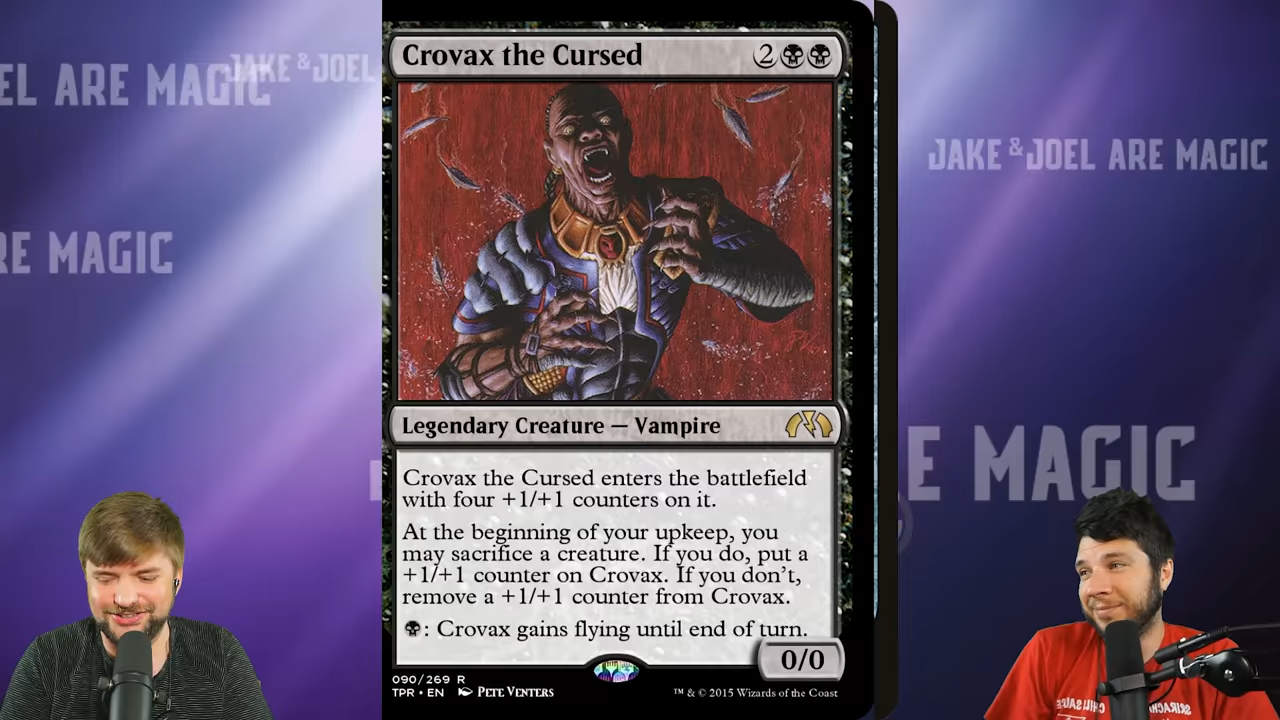 EL ARE MAGIC
JAKE & JOEL
RE MAGIC
JAKE & JOEL ARE MAGIC
E MAGIC
Crovax the Cursed 2
Legendary Creature — Vampire
Crovax the Cursed enters the battlefield
with four +1/+1 counters on it.
At the beginning of your upkeep, you
may sacrifice a creature. If you do, put a
+1/+1 counter on Crovax. If you don't,
remove a +1/+1 counter from Crovax.
: Crovax gains flying until end of turn.
0/0
090/269 R
TPR • EN Pete Venters
™ & © 2015 Wizards of the Coast